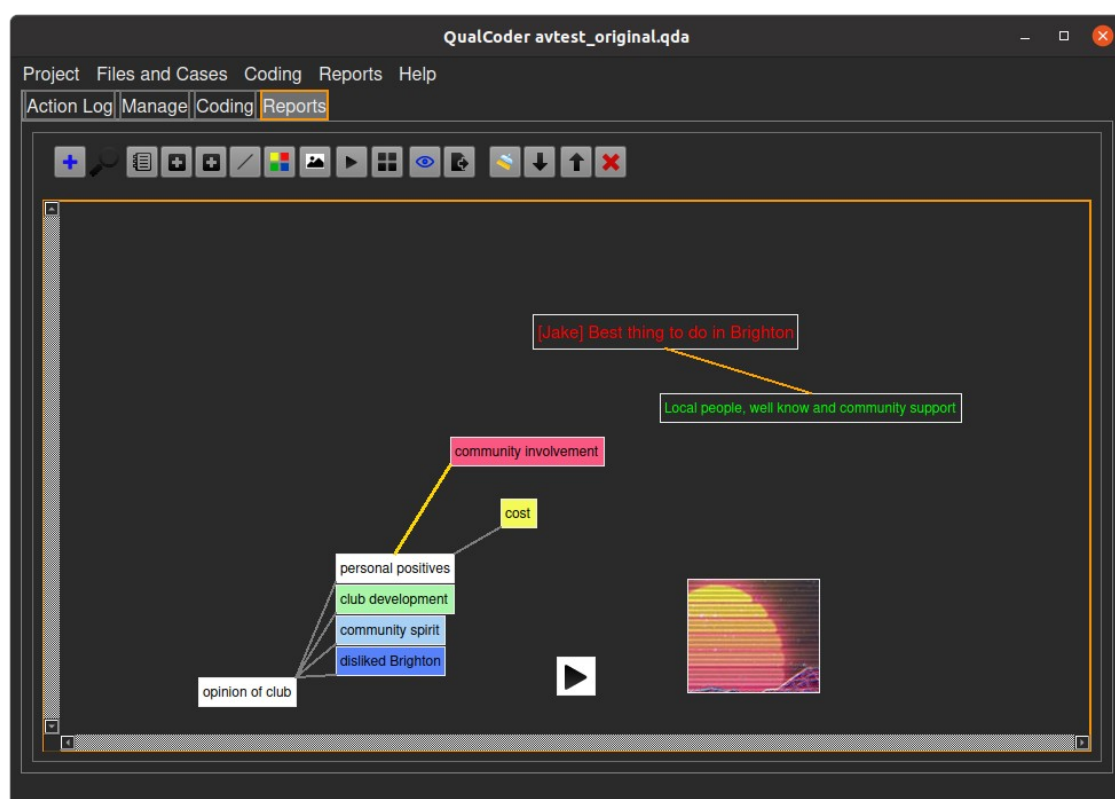 QualCoder avtest_original.qda
Project Files and Cases Coding Reports Help
Action Log Manage Coding Reports
[Jake] Best thing to do in Brighton
Local people, well know and community support
community involvement
cost
personal positives
club development
community spirit
disliked Brighton
opinion of club